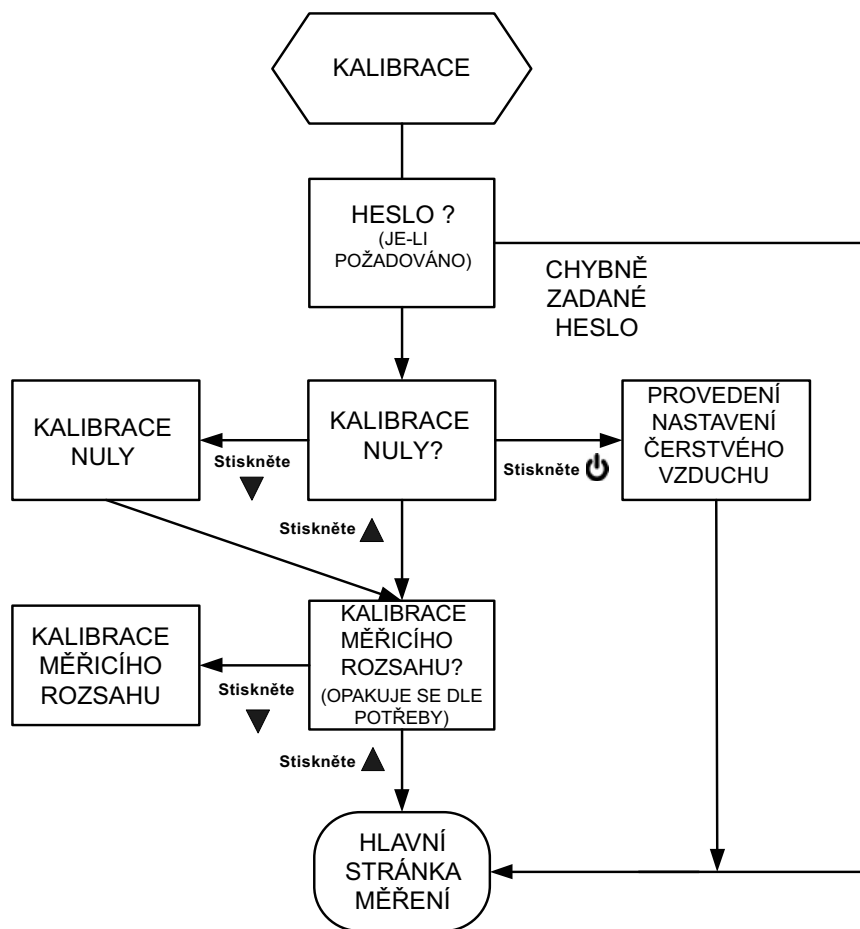 KALIBRACE
HESLO ?
(JE-LI
POŽADOVÁNO)
CHYBNĚ
ZADANÉ
HESLO
KALIBRACE
NULY
Stiskněte
KALIBRACE
NULY?
Stiskněte
PROVEDENÍ
NASTAVENÍ
ČERSTVÉHO
VZDUCHU
Stiskněte
KALIBRACE
MĚŘICÍHO
ROZSAHU
Stiskněte
KALIBRACE
MĚŘICÍHO
ROZSAHU?
(OPAKUJE SE DLE
POTŘEBY)
Stiskněte
HLAVNÍ
STRÁNKA
MĚŘENÍ